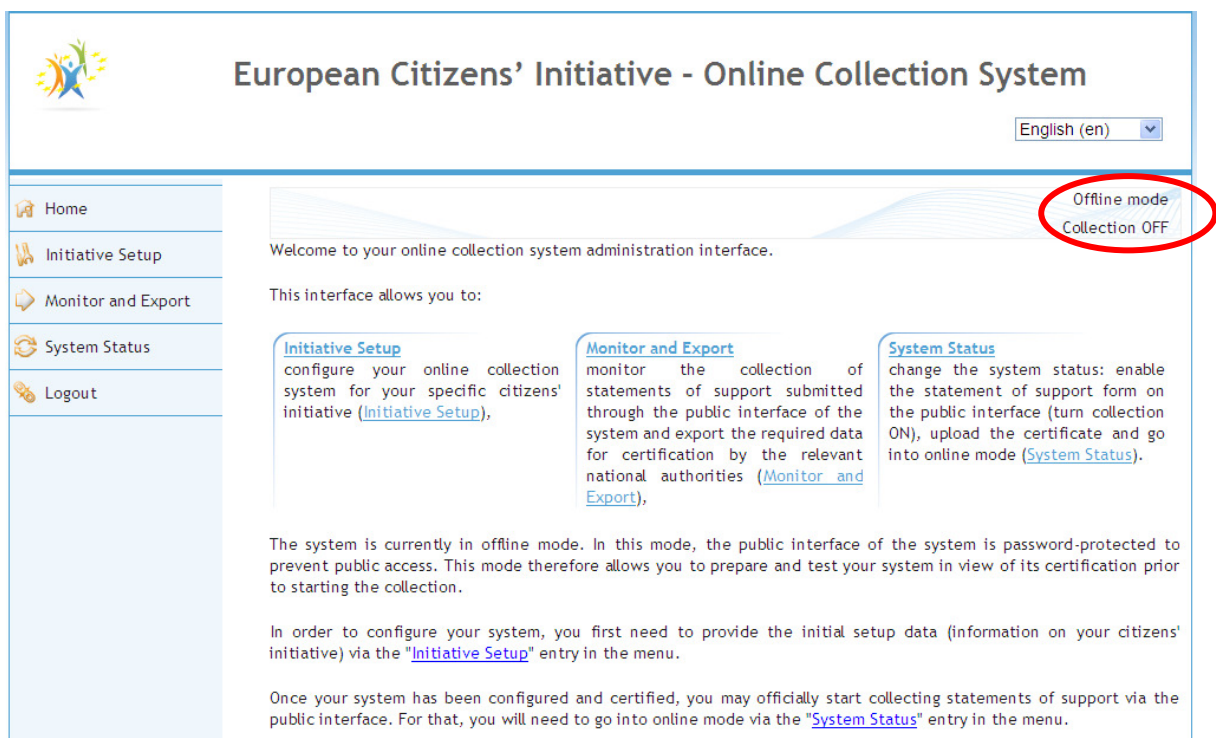 European Citizens’ Initiative - Online Collection System
English (en)
Home
Initiative Setup
Monitor and Export
System Status
Logout
Offline mode
Collection OFF
Welcome to your online collection system administration interface.
This interface allows you to:
Initiative Setup
configure your online collection
system for your specific citizens'
initiative (Initiative Setup),
Monitor and Export
monitor the collection of
statements of support submitted
through the public interface of the
system and export the required data
for certification by the relevant
national authorities (Monitor and
Export),
System Status
change the system status: enable
the statement of support form on
the public interface (turn collection
ON), upload the certificate and go
into online mode (System Status).
The system is currently in offline mode. In this mode, the public interface of the system is password-protected to
prevent public access. This mode therefore allows you to prepare and test your system in view of its certification prior
to starting the collection.
In order to configure your system, you first need to provide the initial setup data (information on your citizens'
initiative) via the "Initiative Setup" entry in the menu.
Once your system has been configured and certified, you may officially start collecting statements of support via the
public interface. For that, you will need to go into online mode via the "System Status" entry in the menu.